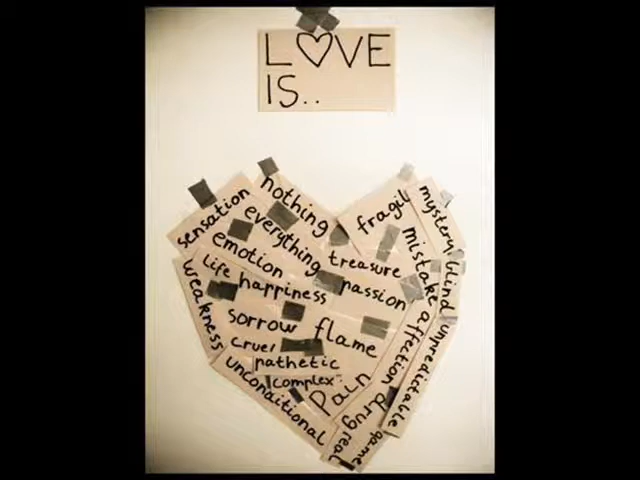 LOVE
IS..
nothing
sensation
everything
fragil
mystery
emotion
treasure
mistake
blind
life
happiness
passion
weakness
sorrow
flame
affection
unpredictable
cruel
pathetic
complex
unconditional
pain
drug
real
game